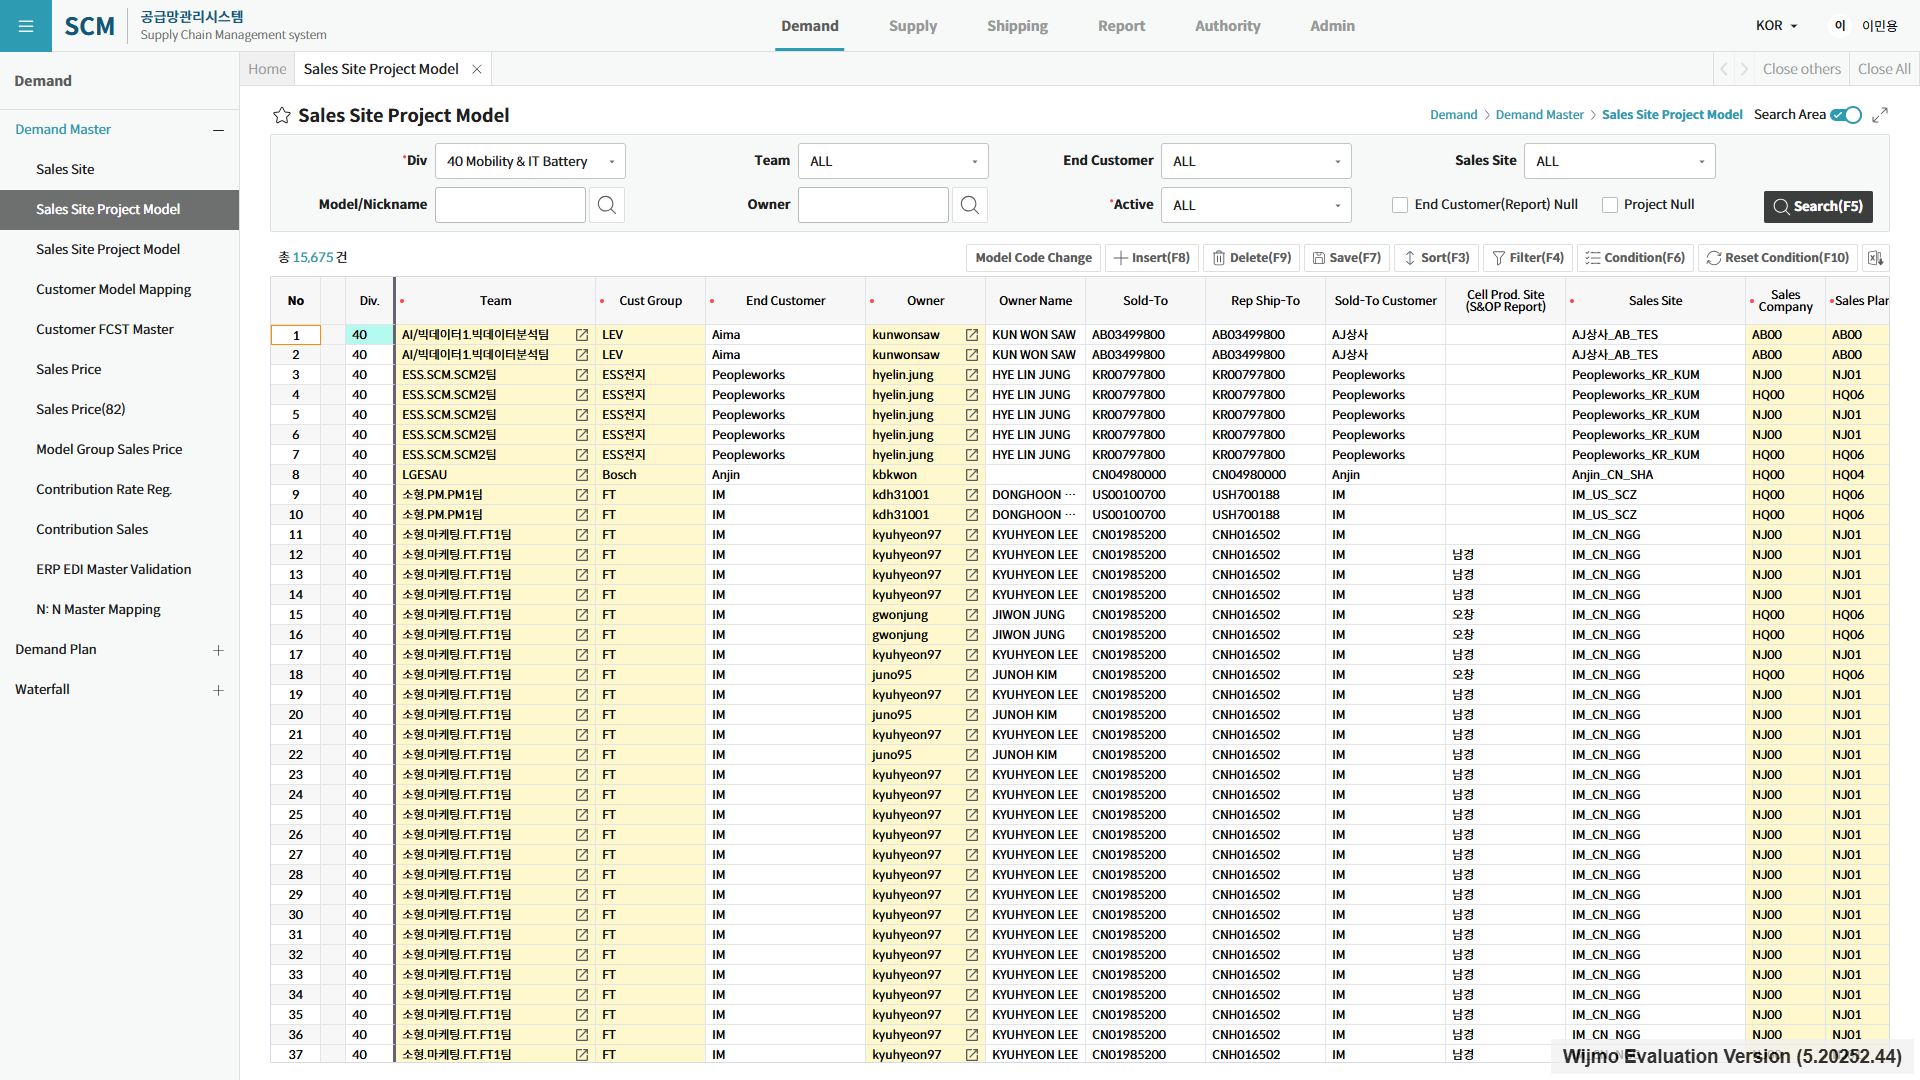 SCM
공급망관리시스템
Supply Chain Management system
Demand Supply Shipping Report Authority Admin
KOR 이 이민용
Demand
Home Sales Site Project Model Close others Close All
Demand Master
Sales Site
Sales Site Project Model
Sales Site Project Model
Customer Model Mapping
Customer FCST Master
Sales Price
Sales Price(82)
Model Group Sales Price
Contribution Rate Reg.
Contribution Sales
ERP EDI Master Validation
N: N Master Mapping
Demand Plan
Waterfall
Sales Site Project Model
Demand > Demand Master > Sales Site Project Model Search Area
*Div 40 Mobility & IT Battery Team ALL End Customer ALL Sales Site ALL
Model/Nickname Owner *Active ALL End Customer(Report) Null Project Null Search(F5)
총 15,675 건
Model Code Change Insert(F8) Delete(F9) Save(F7) Sort(F3) Filter(F4) Condition(F6) Reset Condition(F10)
No Div. Team Cust Group End Customer Owner Owner Name Sold-To Rep Ship-To Sold-To Customer Cell Prod. Site (S&OP Report) Sales Site Sales Company Sales Plan
1 40 AI/빅데이터1.빅데이터분석팀 LEV Aima kunwonsaw KUN WON SAW AB03499800 AB03499800 AJ상사 AJ상사_AB_TES AB00 AB00
2 40 AI/빅데이터1.빅데이터분석팀 LEV Aima kunwonsaw KUN WON SAW AB03499800 AB03499800 AJ상사 AJ상사_AB_TES AB00 AB00
3 40 ESS.SCM.SCM2팀 ESS전지 Peopleworks hyelin.jung HYE LIN JUNG KR00797800 KR00797800 Peopleworks Peopleworks_KR_KUM NJ00 NJ01
4 40 ESS.SCM.SCM2팀 ESS전지 Peopleworks hyelin.jung HYE LIN JUNG KR00797800 KR00797800 Peopleworks Peopleworks_KR_KUM HQ00 HQ06
5 40 ESS.SCM.SCM2팀 ESS전지 Peopleworks hyelin.jung HYE LIN JUNG KR00797800 KR00797800 Peopleworks Peopleworks_KR_KUM NJ00 NJ01
6 40 ESS.SCM.SCM2팀 ESS전지 Peopleworks hyelin.jung HYE LIN JUNG KR00797800 KR00797800 Peopleworks Peopleworks_KR_KUM NJ00 NJ01
7 40 ESS.SCM.SCM2팀 ESS전지 Peopleworks hyelin.jung HYE LIN JUNG KR00797800 KR00797800 Peopleworks Peopleworks_KR_KUM HQ00 HQ06
8 40 LGESAU Bosch Anjin kbkwon CN04980000 CN04980000 Anjin Anjin_CN_SHA HQ00 HQ04
9 40 소형.PM.PM1팀 FT IM kdh31001 DONGHOON ··· US00100700 USH700188 IM IM_US_SCZ HQ00 HQ06
10 40 소형.PM.PM1팀 FT IM kdh31001 DONGHOON ··· US00100700 USH700188 IM IM_US_SCZ HQ00 HQ06
11 40 소형.마케팅.FT.FT1팀 FT IM kyuhyeon97 KYUHYEON LEE CN01985200 CNH016502 IM IM_CN_NGG NJ00 NJ01
12 40 소형.마케팅.FT.FT1팀 FT IM kyuhyeon97 KYUHYEON LEE CN01985200 CNH016502 IM 남경 IM_CN_NGG NJ00 NJ01
13 40 소형.마케팅.FT.FT1팀 FT IM kyuhyeon97 KYUHYEON LEE CN01985200 CNH016502 IM 남경 IM_CN_NGG NJ00 NJ01
14 40 소형.마케팅.FT.FT1팀 FT IM kyuhyeon97 KYUHYEON LEE CN01985200 CNH016502 IM 남경 IM_CN_NGG NJ00 NJ01
15 40 소형.마케팅.FT.FT1팀 FT IM gwonjung JIWON JUNG CN01985200 CNH016502 IM 오창 IM_CN_NGG HQ00 HQ06
16 40 소형.마케팅.FT.FT1팀 FT IM gwonjung JIWON JUNG CN01985200 CNH016502 IM 오창 IM_CN_NGG HQ00 HQ06
17 40 소형.마케팅.FT.FT1팀 FT IM kyuhyeon97 KYUHYEON LEE CN01985200 CNH016502 IM 남경 IM_CN_NGG NJ00 NJ01
18 40 소형.마케팅.FT.FT1팀 FT IM juno95 JUNOH KIM CN01985200 CNH016502 IM 오창 IM_CN_NGG HQ00 HQ06
19 40 소형.마케팅.FT.FT1팀 FT IM kyuhyeon97 KYUHYEON LEE CN01985200 CNH016502 IM 남경 IM_CN_NGG NJ00 NJ01
20 40 소형.마케팅.FT.FT1팀 FT IM juno95 JUNOH KIM CN01985200 CNH016502 IM 남경 IM_CN_NGG NJ00 NJ01
21 40 소형.마케팅.FT.FT1팀 FT IM kyuhyeon97 KYUHYEON LEE CN01985200 CNH016502 IM 남경 IM_CN_NGG NJ00 NJ01
22 40 소형.마케팅.FT.FT1팀 FT IM juno95 JUNOH KIM CN01985200 CNH016502 IM 남경 IM_CN_NGG NJ00 NJ01
23 40 소형.마케팅.FT.FT1팀 FT IM kyuhyeon97 KYUHYEON LEE CN01985200 CNH016502 IM 남경 IM_CN_NGG NJ00 NJ01
24 40 소형.마케팅.FT.FT1팀 FT IM kyuhyeon97 KYUHYEON LEE CN01985200 CNH016502 IM 남경 IM_CN_NGG NJ00 NJ01
25 40 소형.마케팅.FT.FT1팀 FT IM kyuhyeon97 KYUHYEON LEE CN01985200 CNH016502 IM 남경 IM_CN_NGG NJ00 NJ01
26 40 소형.마케팅.FT.FT1팀 FT IM kyuhyeon97 KYUHYEON LEE CN01985200 CNH016502 IM 남경 IM_CN_NGG NJ00 NJ01
27 40 소형.마케팅.FT.FT1팀 FT IM kyuhyeon97 KYUHYEON LEE CN01985200 CNH016502 IM 남경 IM_CN_NGG NJ00 NJ01
28 40 소형.마케팅.FT.FT1팀 FT IM kyuhyeon97 KYUHYEON LEE CN01985200 CNH016502 IM 남경 IM_CN_NGG NJ00 NJ01
29 40 소형.마케팅.FT.FT1팀 FT IM kyuhyeon97 KYUHYEON LEE CN01985200 CNH016502 IM 남경 IM_CN_NGG NJ00 NJ01
30 40 소형.마케팅.FT.FT1팀 FT IM kyuhyeon97 KYUHYEON LEE CN01985200 CNH016502 IM 남경 IM_CN_NGG NJ00 NJ01
31 40 소형.마케팅.FT.FT1팀 FT IM kyuhyeon97 KYUHYEON LEE CN01985200 CNH016502 IM 남경 IM_CN_NGG NJ00 NJ01
32 40 소형.마케팅.FT.FT1팀 FT IM kyuhyeon97 KYUHYEON LEE CN01985200 CNH016502 IM 남경 IM_CN_NGG NJ00 NJ01
33 40 소형.마케팅.FT.FT1팀 FT IM kyuhyeon97 KYUHYEON LEE CN01985200 CNH016502 IM 남경 IM_CN_NGG NJ00 NJ01
34 40 소형.마케팅.FT.FT1팀 FT IM kyuhyeon97 KYUHYEON LEE CN01985200 CNH016502 IM 남경 IM_CN_NGG NJ00 NJ01
35 40 소형.마케팅.FT.FT1팀 FT IM kyuhyeon97 KYUHYEON LEE CN01985200 CNH016502 IM 남경 IM_CN_NGG NJ00 NJ01
36 40 소형.마케팅.FT.FT1팀 FT IM kyuhyeon97 KYUHYEON LEE CN01985200 CNH016502 IM 남경 IM_CN_NGG NJ00 NJ01
37 40 소형.마케팅.FT.FT1팀 FT IM kyuhyeon97 KYUHYEON LEE CN01985200 CNH016502 IM 남경
Wijmo Evaluation Version (5.20252.44)